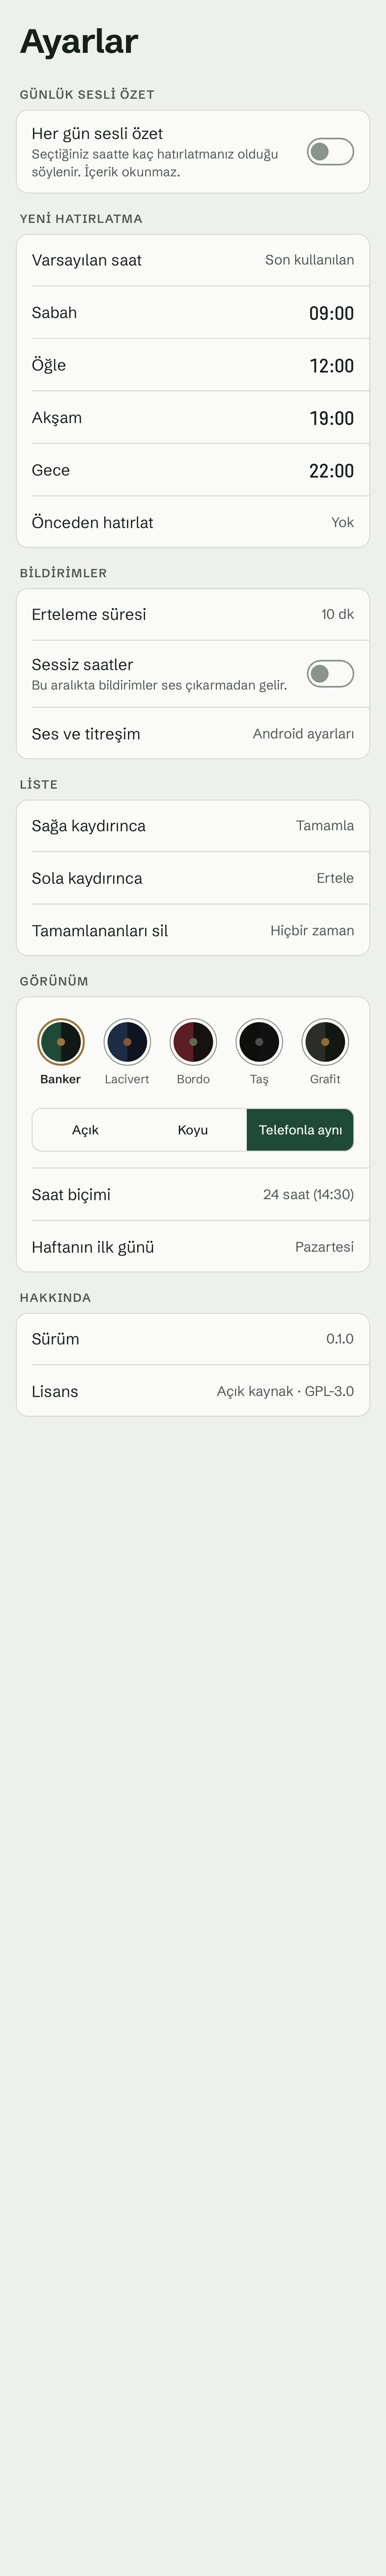 Ayarlar
GÜNLÜK SESLİ ÖZET
Her gün sesli özet
Seçtiğiniz saatte kaç hatırlatmanız olduğu
söylenir. İçerik okunmaz.
YENİ HATIRLATMA
Varsayılan saat Son kullanılan
Sabah 09:00
Öğle 12:00
Akşam 19:00
Gece 22:00
Önceden hatırlat Yok
BİLDİRİMLER
Erteleme süresi 10 dk
Sessiz saatler
Bu aralıkta bildirimler ses çıkarmadan gelir.
Ses ve titreşim Android ayarları
LİSTE
Sağa kaydırınca Tamamla
Sola kaydırınca Ertele
Tamamlananları sil Hiçbir zaman
GÖRÜNÜM
Banker Lacivert Bordo Taş Grafit
Açık Koyu Telefonla aynı
Saat biçimi 24 saat (14:30)
Haftanın ilk günü Pazartesi
HAKKINDA
Sürüm 0.1.0
Lisans Açık kaynak · GPL-3.0